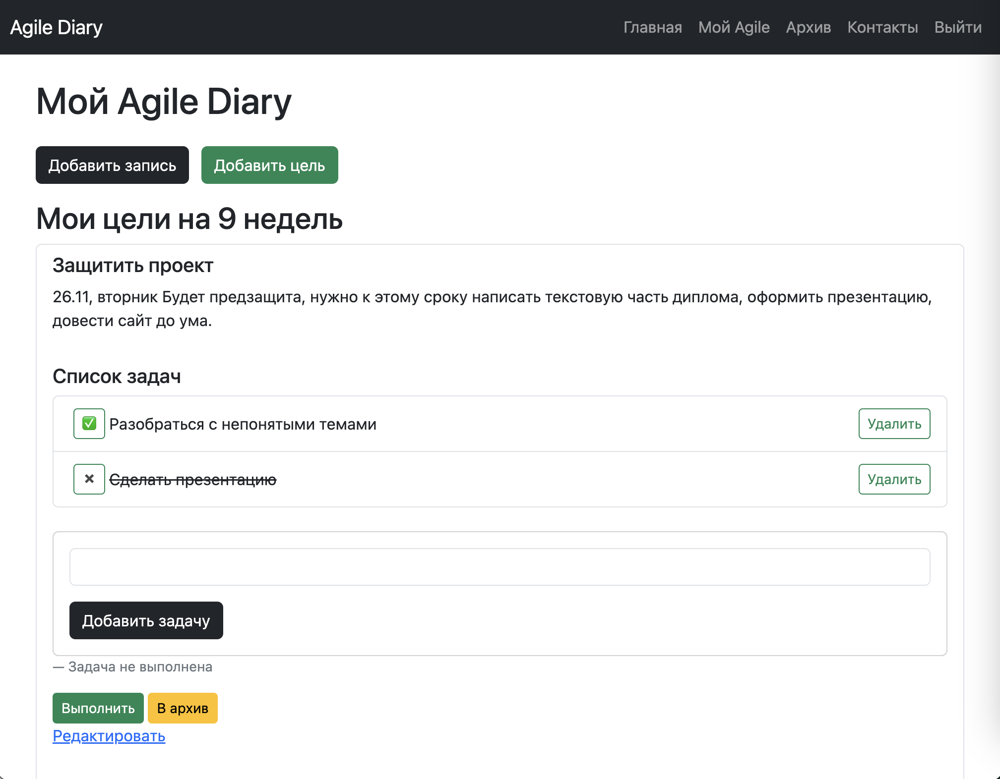 Agile Diary
Главная Мой Agile Архив Контакты Выйти
Мой Agile Diary
Добавить запись Добавить цель
Мои цели на 9 недель
Защитить проект
26.11, вторник Будет предзащита, нужно к этому сроку написать текстовую часть диплома, оформить презентацию,
довести сайт до ума.
Список задач
Разобраться с непонятыми темами Удалить
Сделать презентацию Удалить
Добавить задачу
— Задача не выполнена
Выполнить В архив
Редактировать